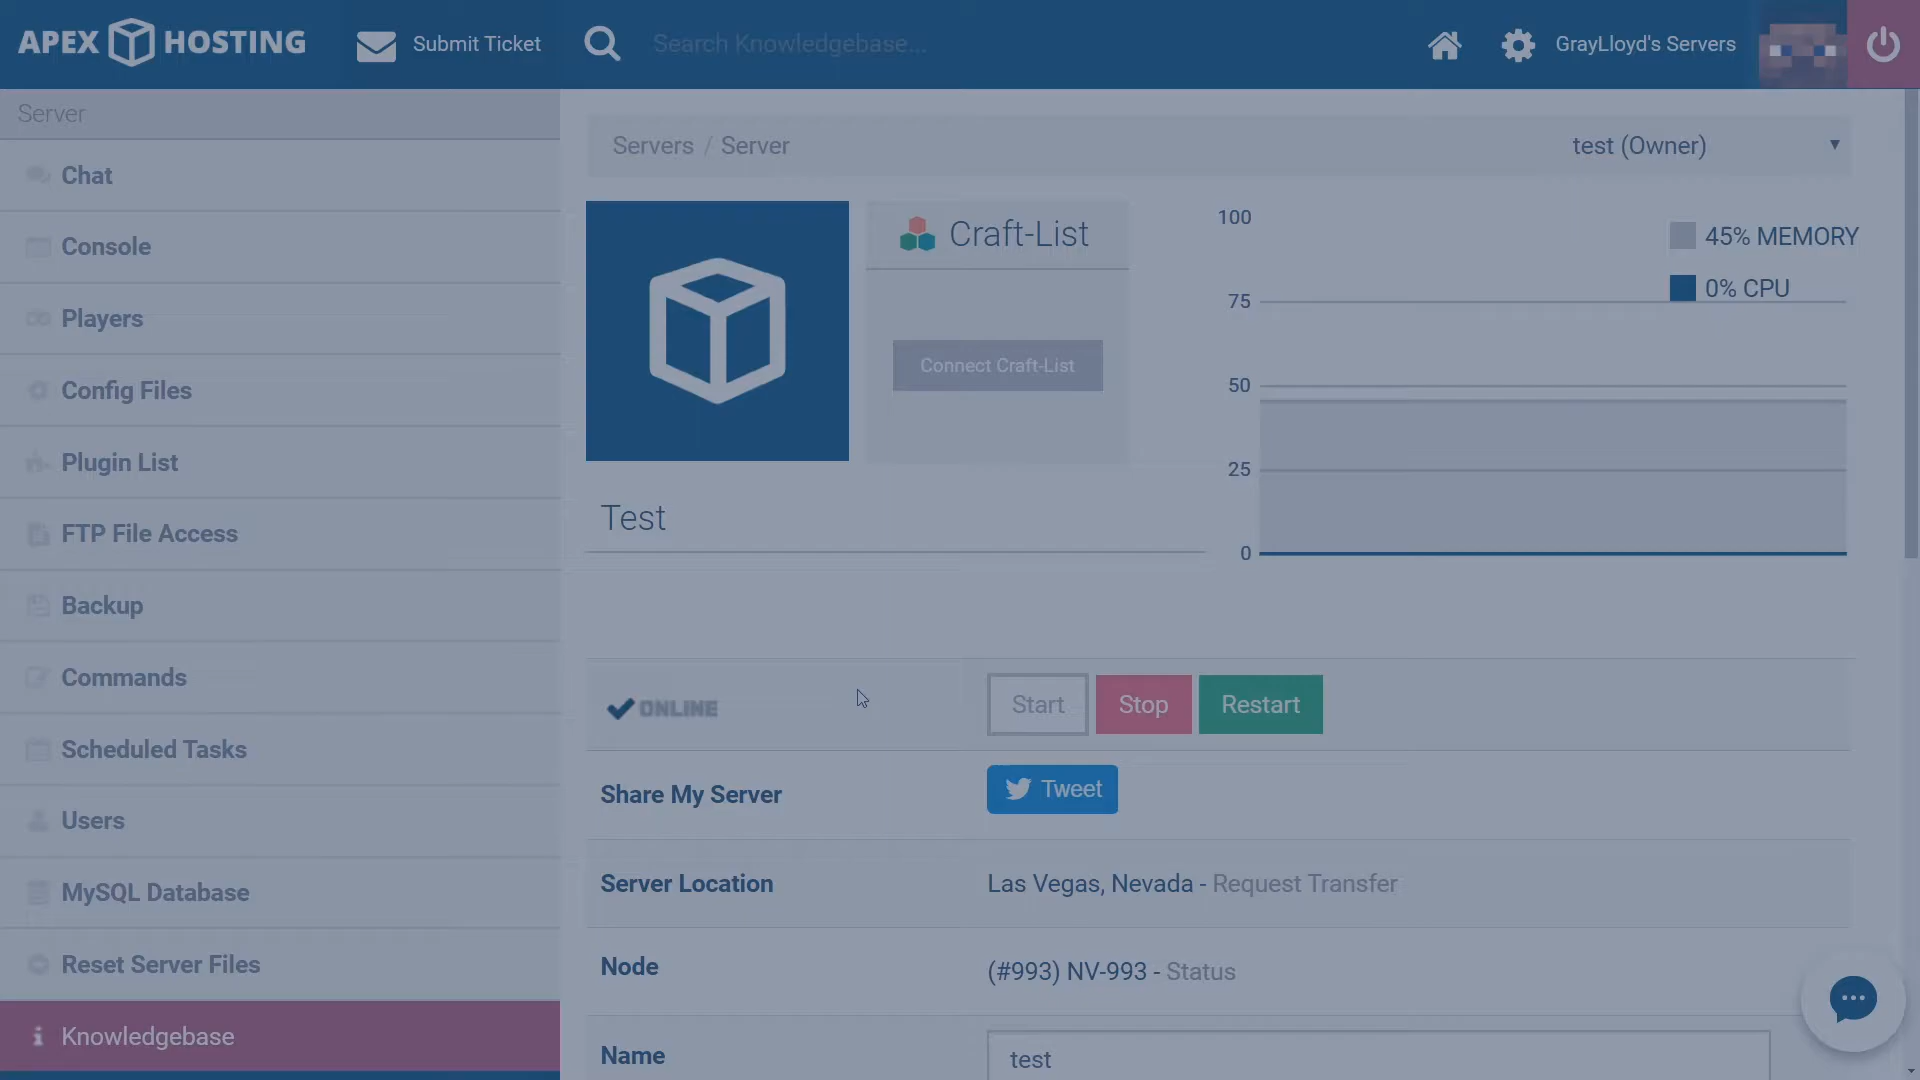 APEX HOSTING
Submit Ticket
Search Knowledgebase...
GrayLloyd's Servers
Server
Chat
Console
Players
Config Files
Plugin List
FTP File Access
Backup
Commands
Scheduled Tasks
Users
MySQL Database
Reset Server Files
Knowledgebase
Servers / Server
test (Owner)
Craft-List
Connect Craft-List
100
75
50
25
0
45% MEMORY
0% CPU
Test
ONLINE
Start
Stop
Restart
Share My Server
Tweet
Server Location
Las Vegas, Nevada - Request Transfer
Node
(#993) NV-993 - Status
Name
test